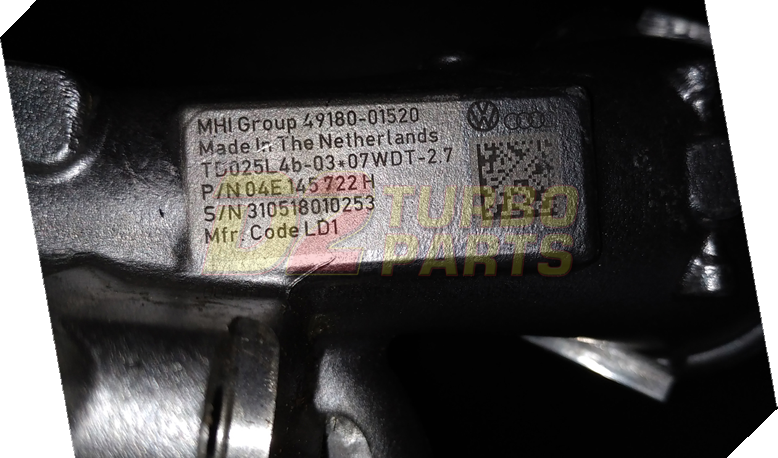 MHI Group 49180-01520
Made In The Netherlands
TD025L4b-03*07WDT-2.7
P/N 04E 145 722 H
S/N 310518010253
Mfr. Code LD1
TURBO
PARTS